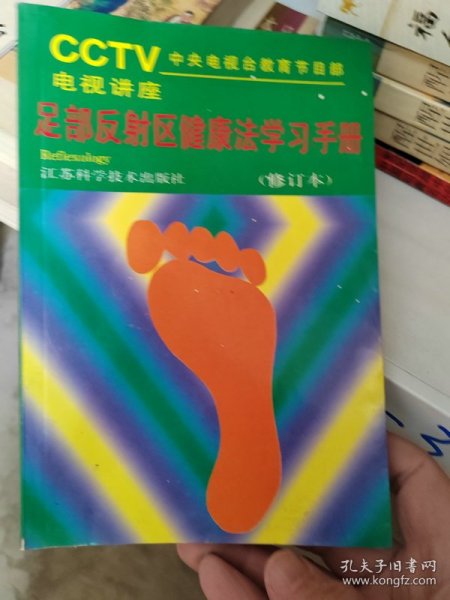 CCTV 中央电视台教育节目部
电视讲座
足部反射区健康法学习手册
Reflexology
江苏科学技术出版社 (修订本)
福
孔夫子旧书网
www.kongfz.com